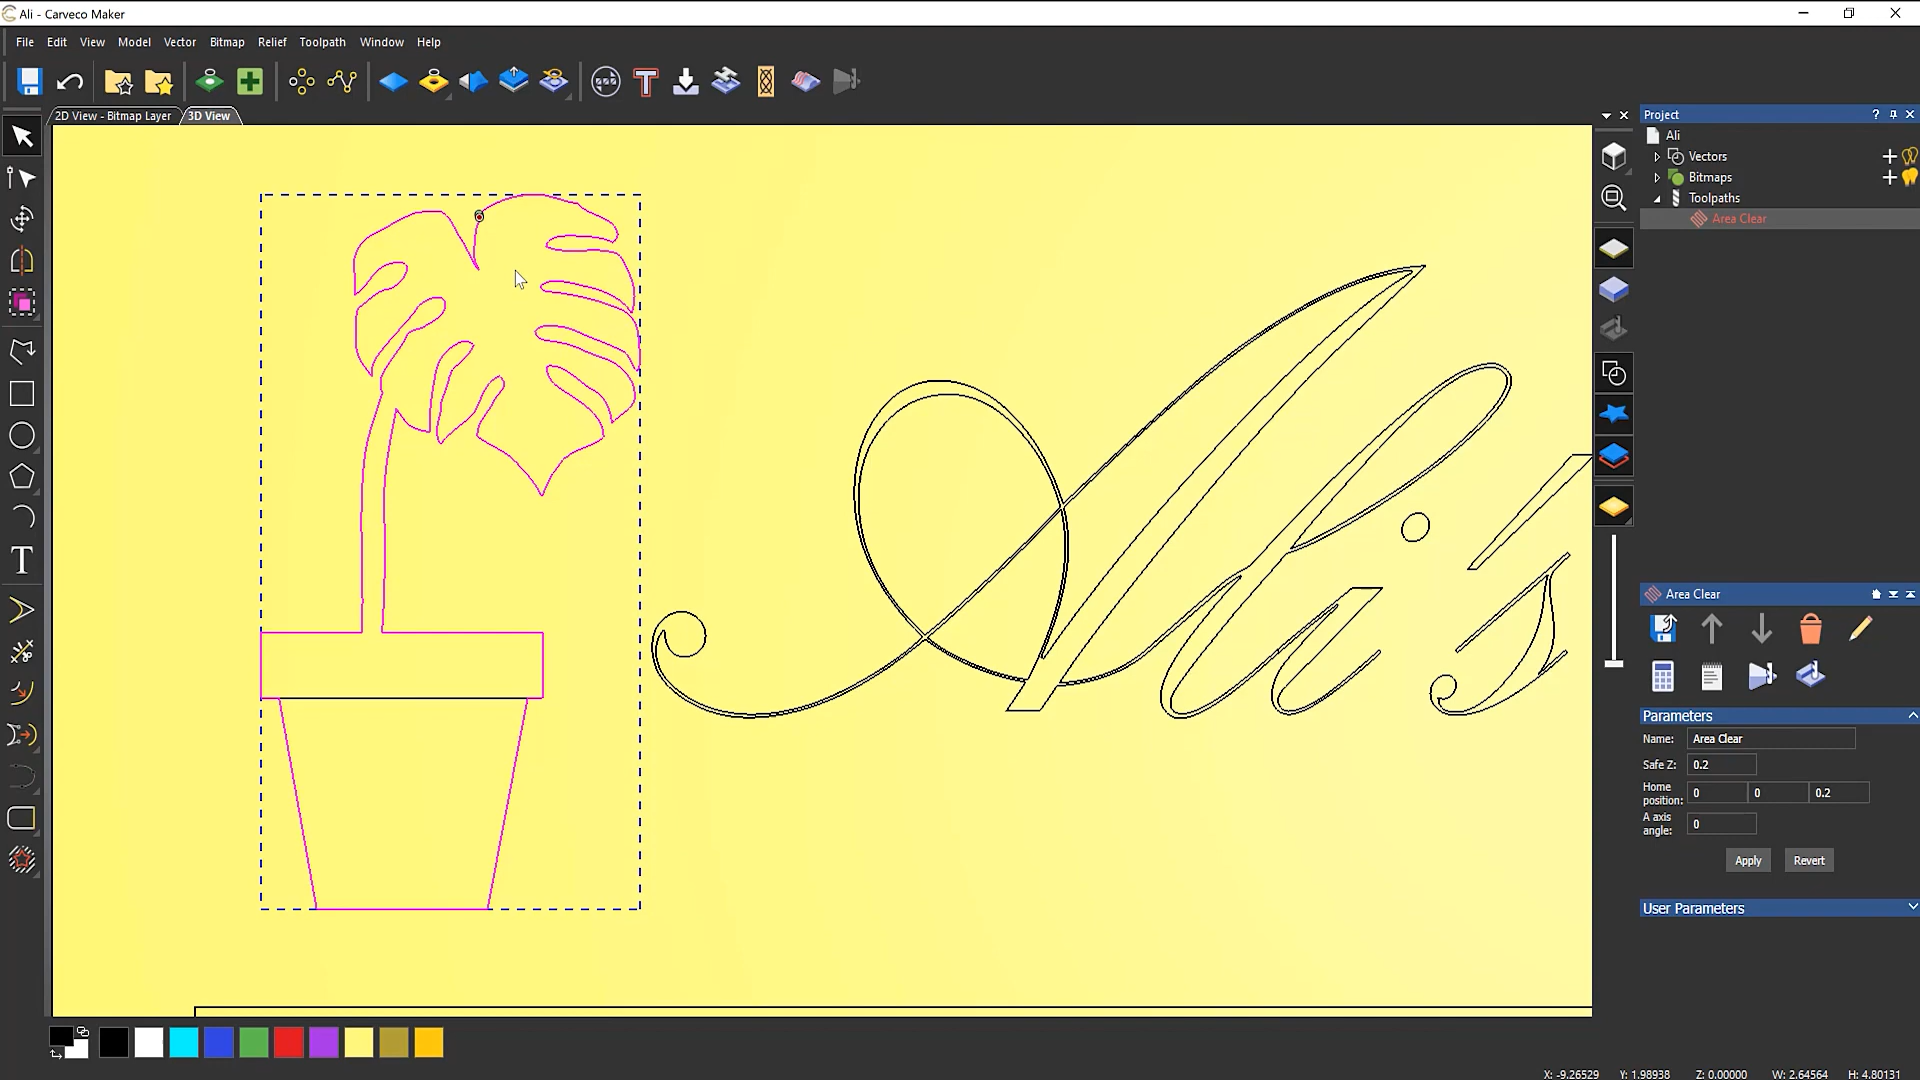 Ali - Carveco Maker
File Edit View Model Vector Bitmap Relief Toolpath Window Help
2D View - Bitmap Layer 3D View
Project
Ali
Vectors
Bitmaps
Toolpaths
Area Clear
Ali's
T
Area Clear
Parameters
Name: Area Clear
Safe Z: 0.2
Home position: 0 0 0.2
A axis angle: 0
Apply Revert
User Parameters
X: -9.26529 Y: 1.98938 Z: 0.00000 W: 2.64564 H: 4.80131